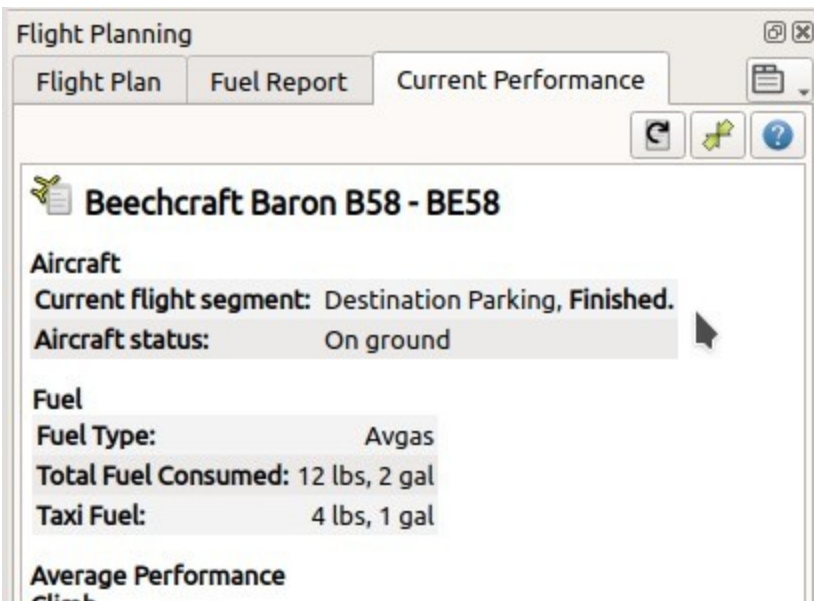 Flight Planning
Flight Plan Fuel Report Current Performance
Beechcraft Baron B58 - BE58
Aircraft
Current flight segment: Destination Parking, Finished.
Aircraft status: On ground
Fuel
Fuel Type: Avgas
Total Fuel Consumed: 12 lbs, 2 gal
Taxi Fuel: 4 lbs, 1 gal
Average Performance